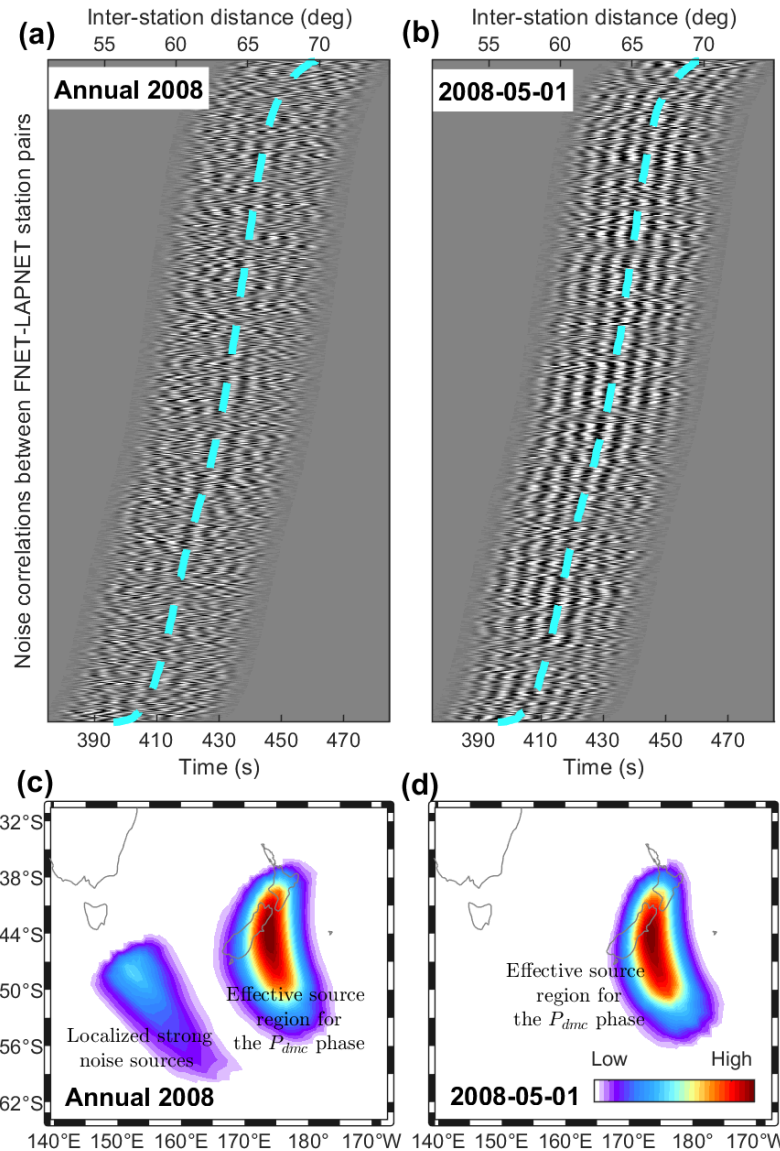 Inter-station distance (deg)
Inter-station distance (deg)
(a)
(b)
55 60 65 70
55 60 65 70
Annual 2008
2008-05-01
Noise correlations between FNET-LAPNET station pairs
390 410 430 450 470
390 410 430 450 470
Time (s)
Time (s)
(c)
(d)
32°S
38°S
44°S
50°S
56°S
62°S
Effective source
region for
the P_dmc phase
Localized strong
noise sources
Annual 2008
Effective source
region for
the P_dmc phase
Low High
2008-05-01
140°E 150°E 160°E 170°E 180° 170°W
140°E 150°E 160°E 170°E 180° 170°W